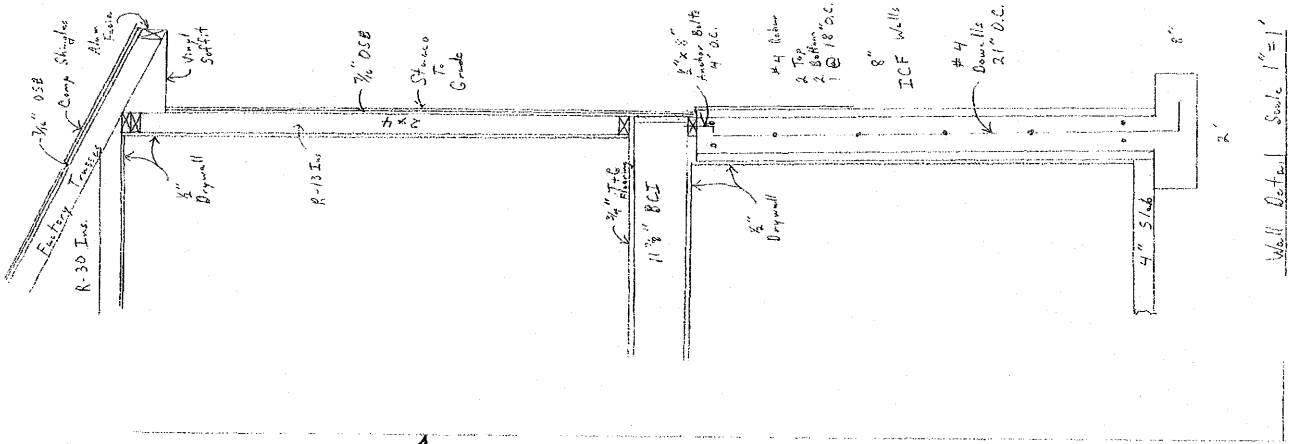 7/16" OSB
Comp Shingles
Alum
Fascia
Factory Trusses
R-30 Ins.
Vinyl
Soffit
1/2"
Drywall
R-13 Ins
7/16" OSB
Stucco
To
Grade
3/4" T+G
Flooring
11 7/8" BCI
1/2" x 8"
Anchor Bolts
4' O.C.
#4 Rebar
2 Top
2 Bottom
1 @ 18" O.C.
8"
ICF Walls
#4
Dowells
21" O.C.
1/2"
Drywall
4" Slab
8"
2'
Wall Detail Scale 1"=1'